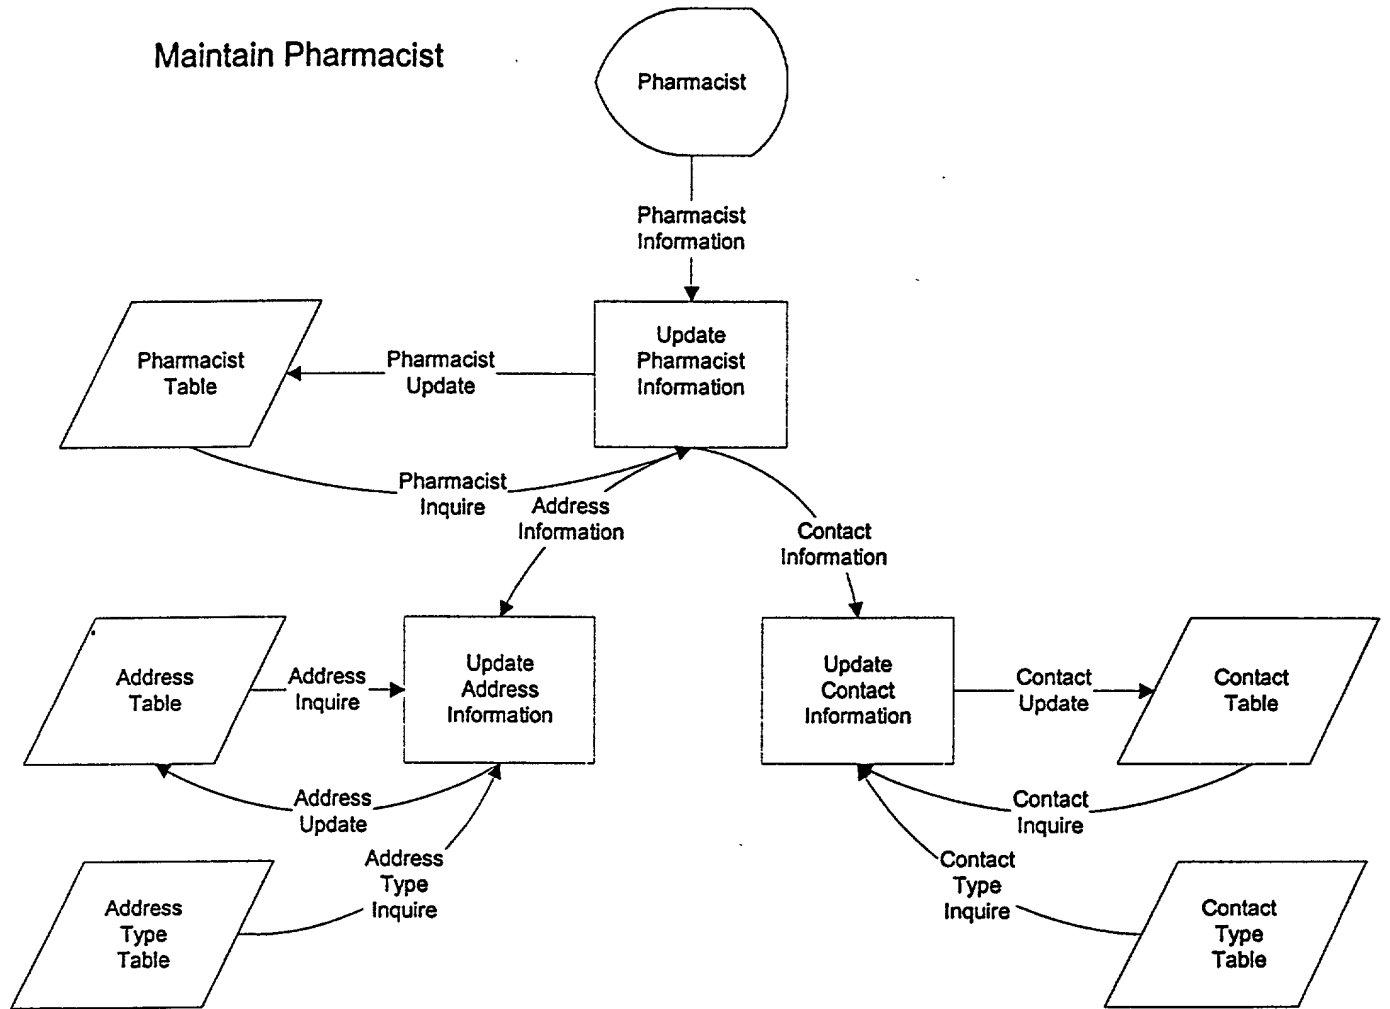 Maintain Pharmacist
Pharmacist
Pharmacist
Information
Update
Pharmacist
Information
Pharmacist
Update
Pharmacist
Table
Pharmacist
Inquire
Address
Information
Contact
Information
Address
Table
Address
Inquire
Update
Address
Information
Update
Contact
Information
Contact
Update
Contact
Table
Address
Update
Contact
Inquire
Address
Type
Inquire
Contact
Type
Inquire
Address
Type
Table
Contact
Type
Table